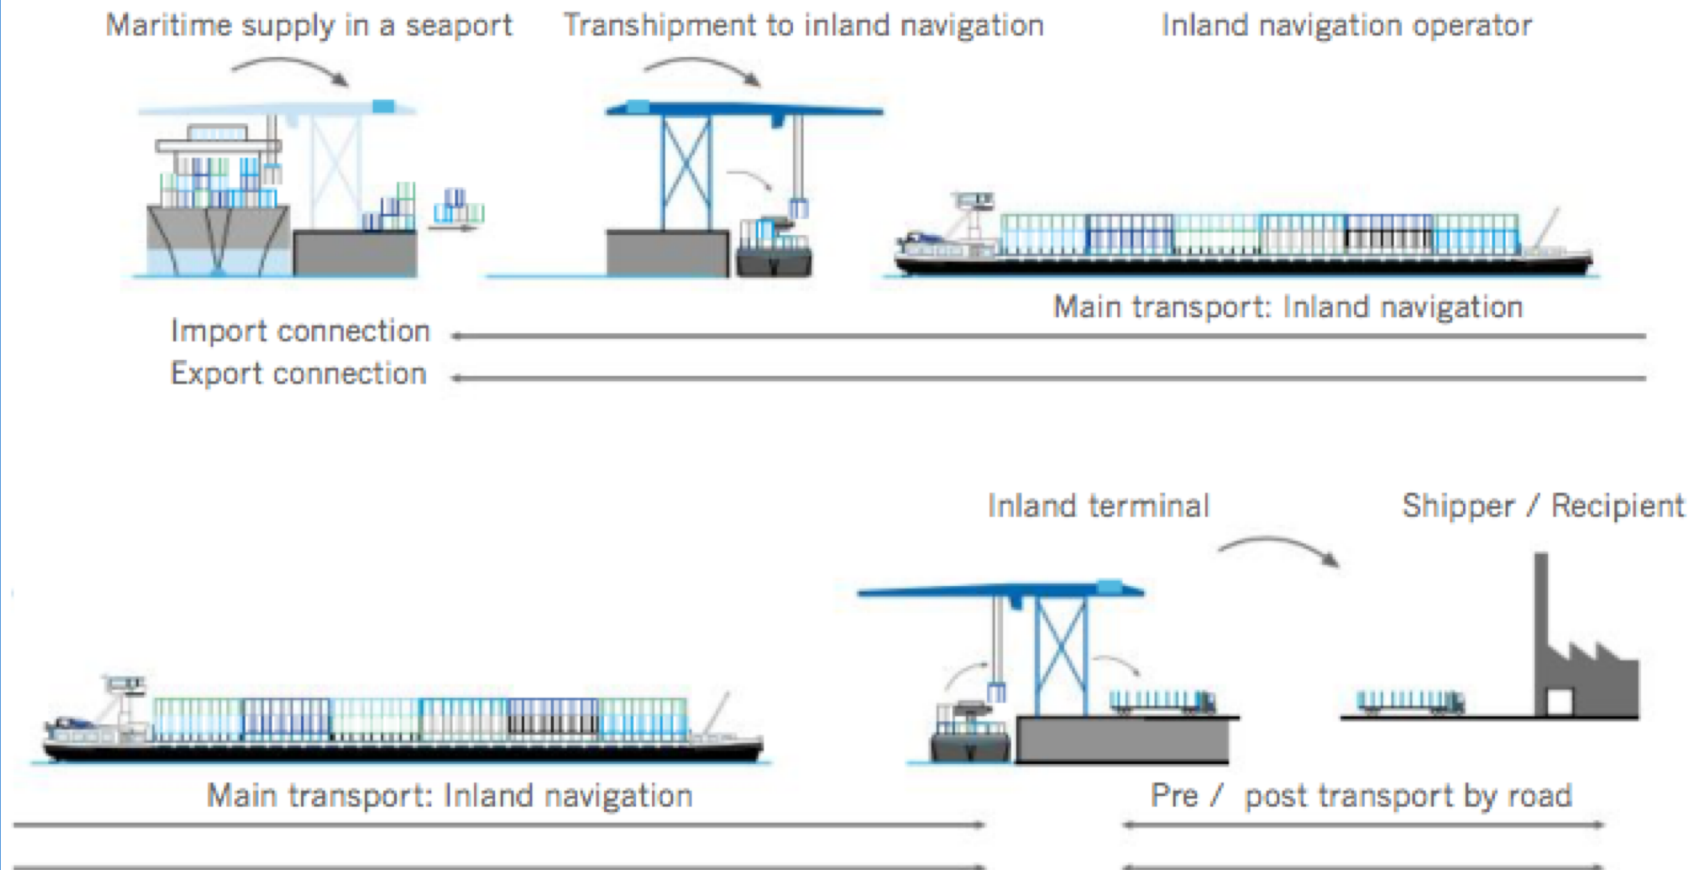 Maritime supply in a seaport
Transhipment to inland navigation
Inland navigation operator
Main transport: Inland navigation
Import connection
Export connection
Inland terminal
Shipper / Recipient
Main transport: Inland navigation
Pre / post transport by road